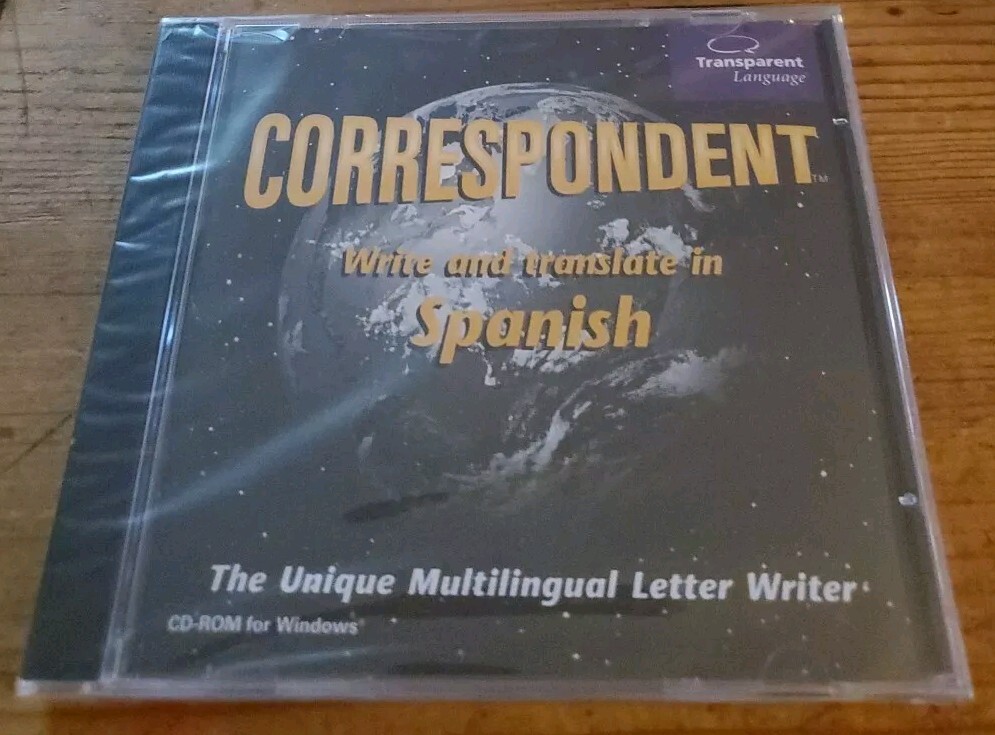 Transparent
Language
CORRESPONDENT™
Write and translate in
Spanish
The Unique Multilingual Letter Writer
CD-ROM for Windows